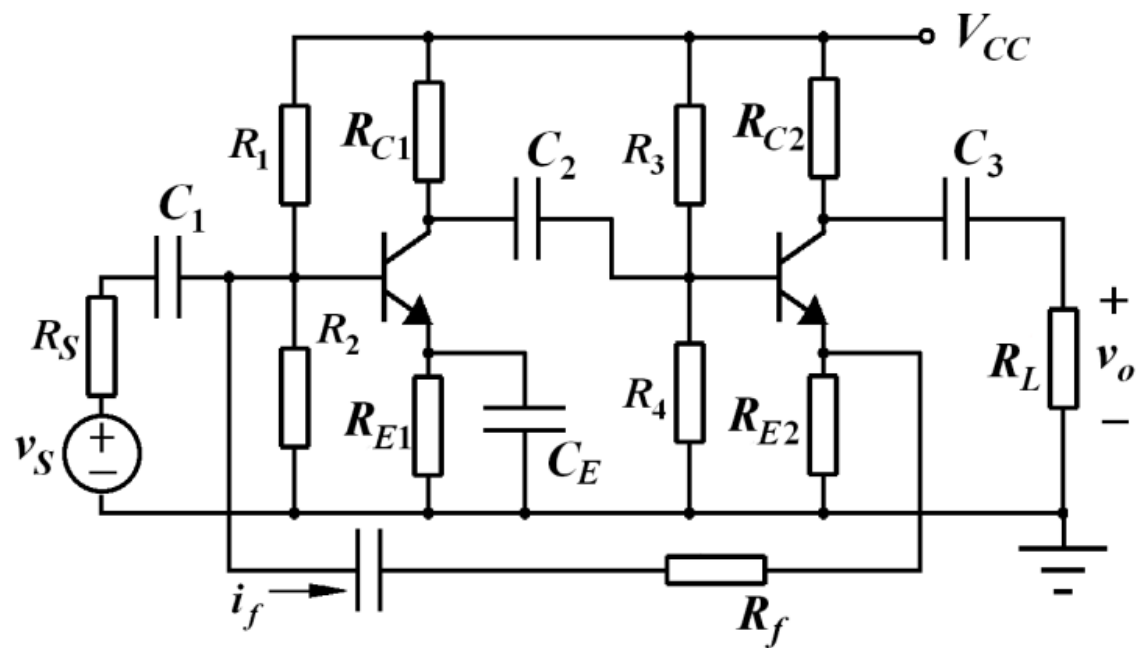 V_CC
R_1
R_C1
C_2
R_3
R_C2
C_3
C_1
R_S
R_2
R_E1
C_E
R_4
R_E2
R_L
+
v_o
−
v_S
+
−
i_f
R_f